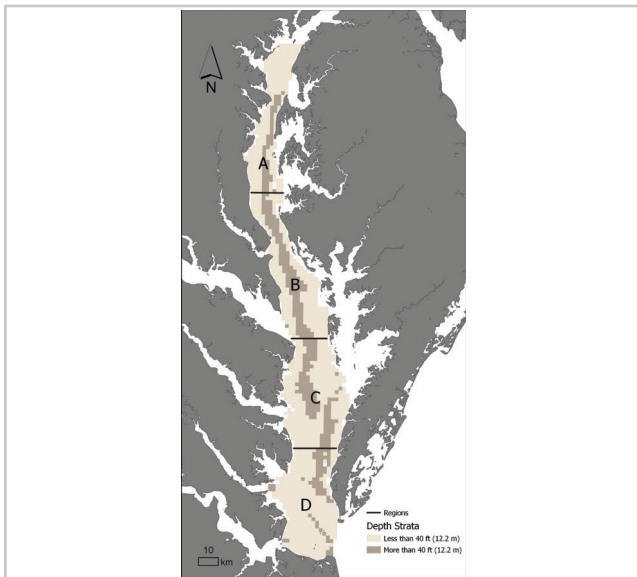 N
A
B
C
D
Regions
Depth Strata
Less than 40 ft (12.2 m)
More than 40 ft (12.2 m)
10
km